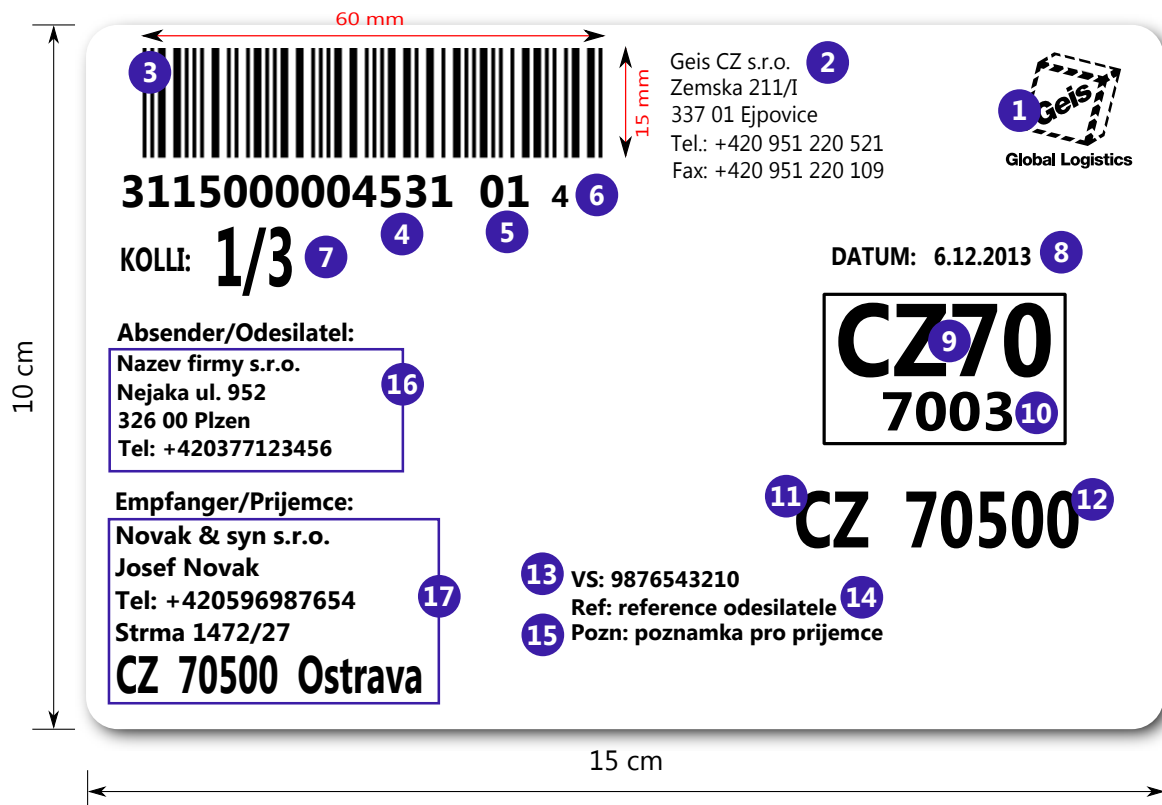 60 mm
3
15 mm
Geis CZ s.r.o. 2
Zemska 211/I
337 01 Ejpovice
Tel.: +420 951 220 521
Fax: +420 951 220 109
1
Geis
Global Logistics
3115000004531 01 4 6
4 5
KOLLI: 1/3 7
DATUM: 6.12.2013 8
CZ70
9
7003 10
Absender/Odesilatel:
Nazev firmy s.r.o.
Nejaka ul. 952
326 00 Plzen
Tel: +420377123456
16
10 cm
11 CZ 70500 12
Empfanger/Prijemce:
Novak & syn s.r.o.
Josef Novak
Tel: +420596987654
Strma 1472/27
CZ 70500 Ostrava
17
13 VS: 9876543210
Ref: reference odesilatele 14
15 Pozn: poznamka pro prijemce
15 cm